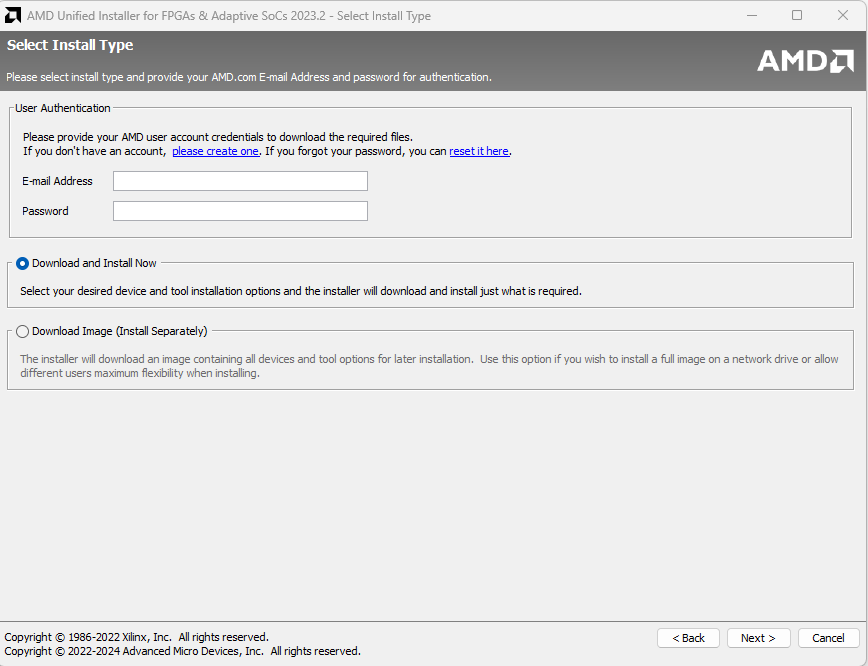 AMD Unified Installer for FPGAs & Adaptive SoCs 2023.2 - Select Install Type
Select Install Type
AMD
Please select install type and provide your AMD.com E-mail Address and password for authentication.
User Authentication
Please provide your AMD user account credentials to download the required files.
If you don't have an account, please create one. If you forgot your password, you can reset it here.
E-mail Address
Password
Download and Install Now
Select your desired device and tool installation options and the installer will download and install just what is required.
Download Image (Install Separately)
The installer will download an image containing all devices and tool options for later installation. Use this option if you wish to install a full image on a network drive or allow
different users maximum flexibility when installing.
Copyright © 1986-2022 Xilinx, Inc. All rights reserved.
Copyright © 2022-2024 Advanced Micro Devices, Inc. All rights reserved.
< Back Next > Cancel